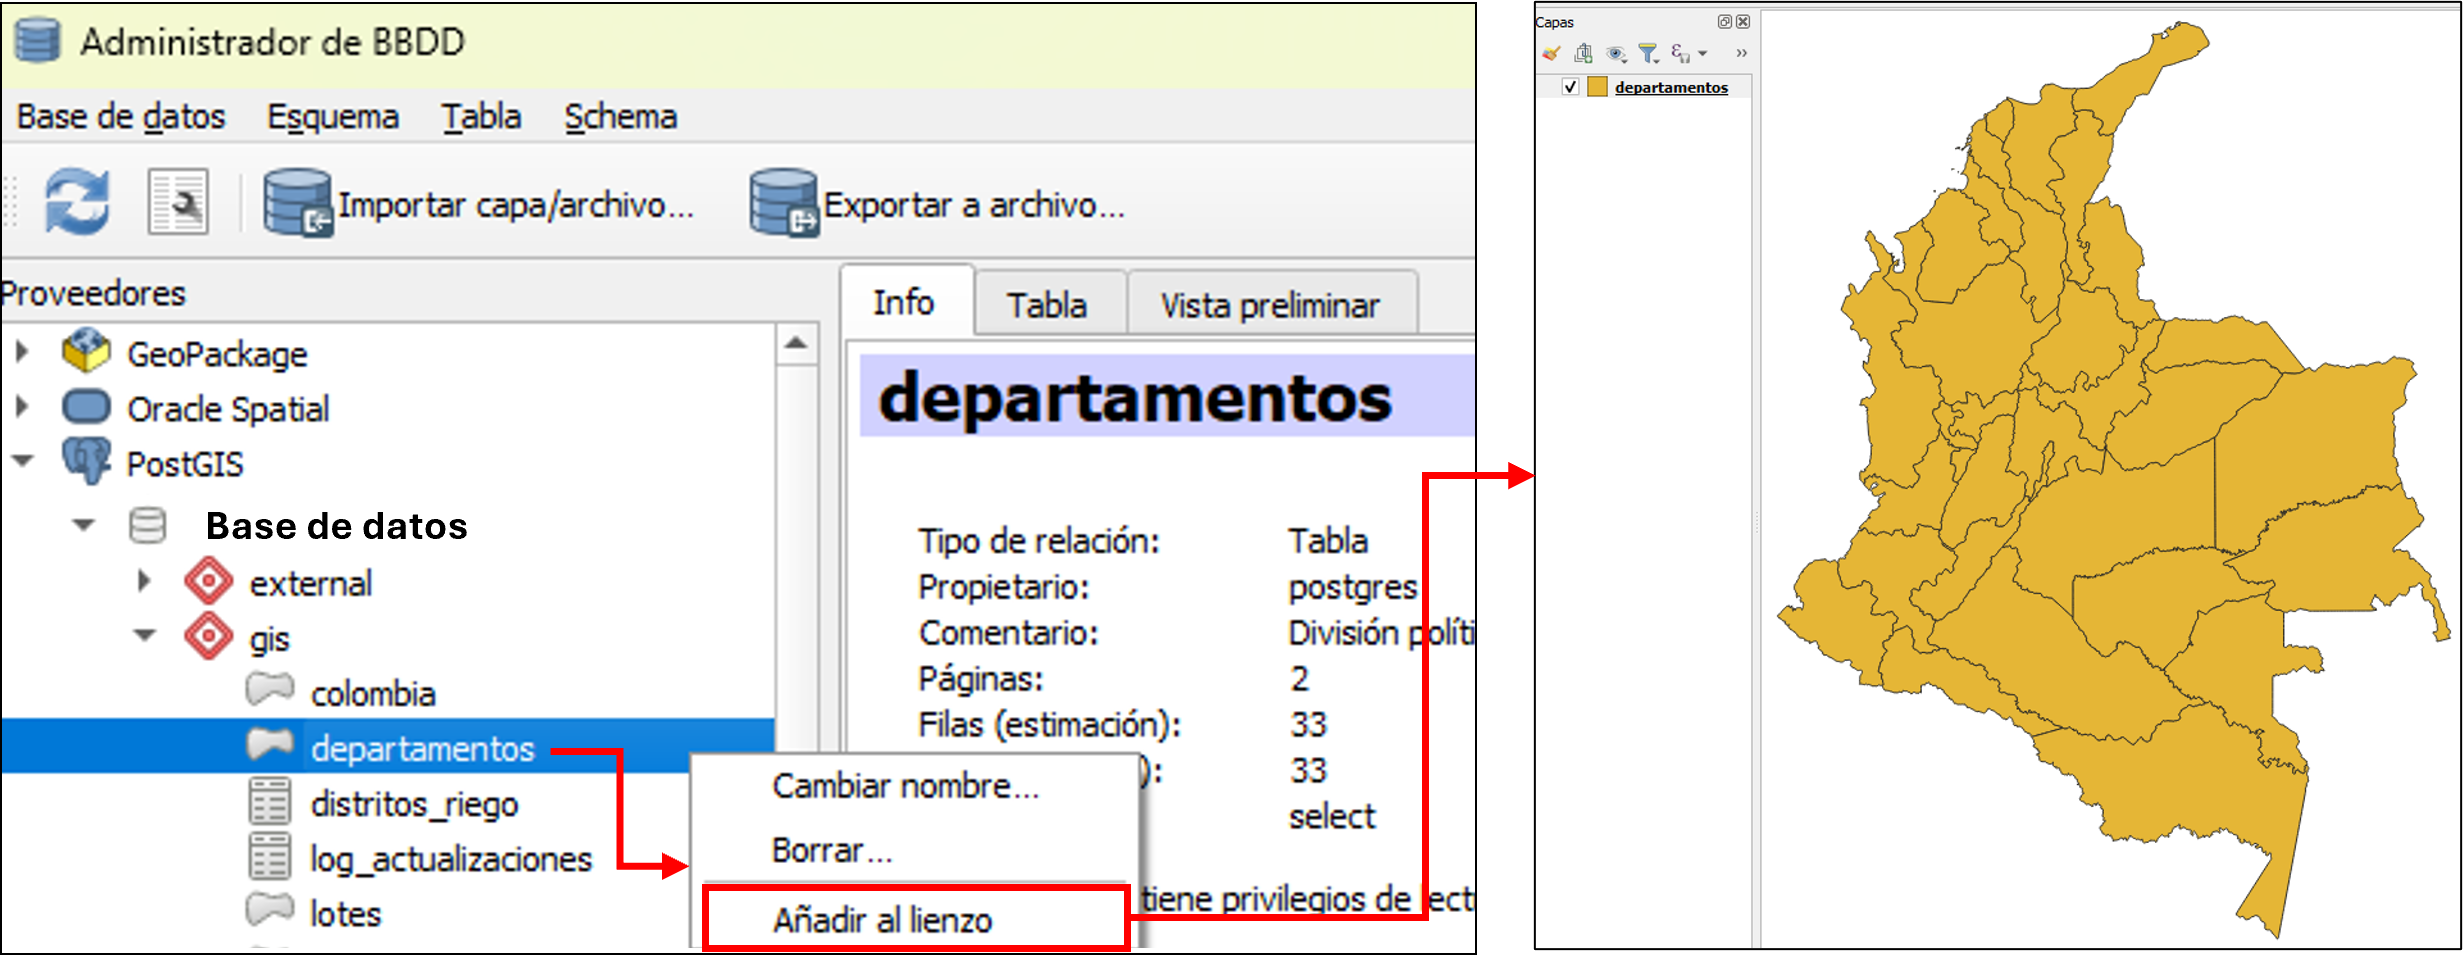 Administrador de BBDD
Base de datos Esquema Tabla Schema
Importar capa/archivo... Exportar a archivo...
Proveedores
GeoPackage
Oracle Spatial
PostGIS
Base de datos
external
gis
colombia
departamentos
distritos_riego
log_actualizaciones
lotes
Cambiar nombre...
Borrar...
Añadir al lienzo
Info Tabla Vista preliminar
departamentos
Tipo de relación: Tabla
Propietario: postgres
Comentario: División políti
Páginas: 2
Filas (estimación): 33
): 33
select
tiene privilegios de lect
Capas
departamentos